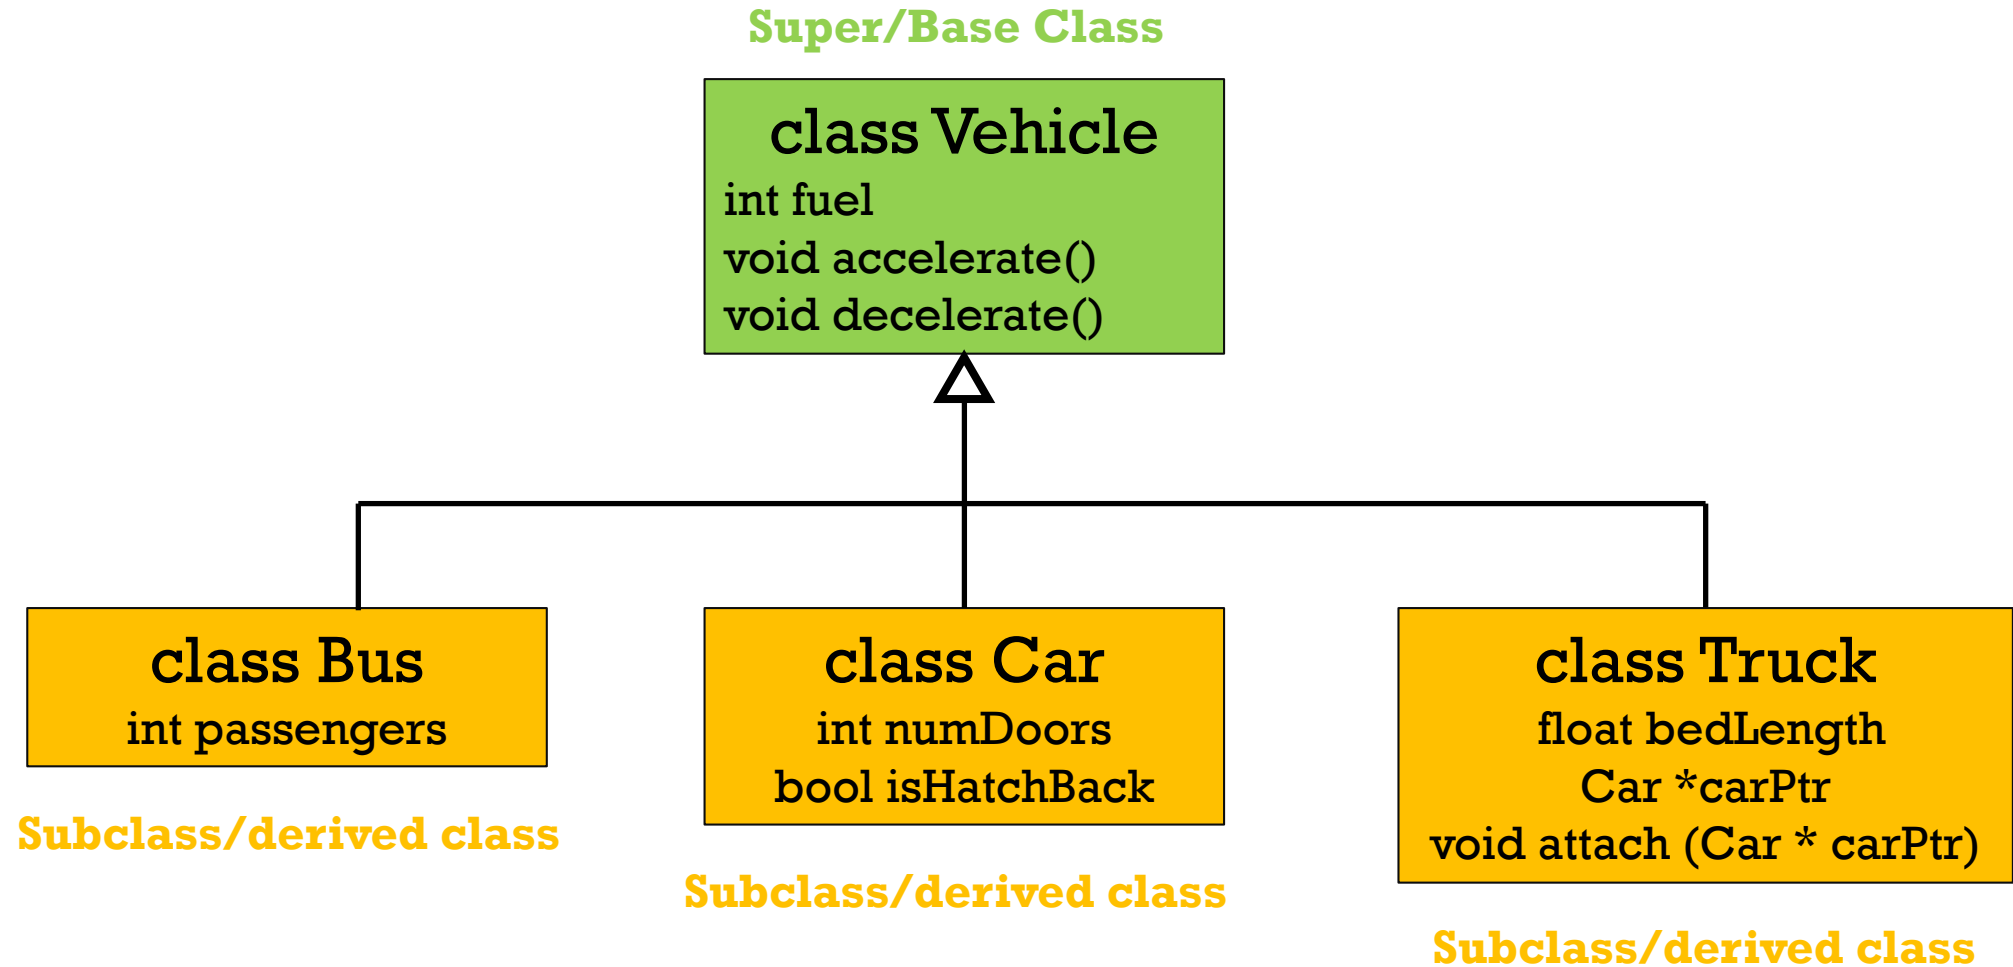 Super/Base Class
class Vehicle
int fuel
void accelerate()
void decelerate()
class Bus
int passengers
Subclass/derived class
class Car
int numDoors
bool isHatchBack
Subclass/derived class
class Truck
float bedLength
Car *carPtr
void attach (Car * carPtr)
Subclass/derived class